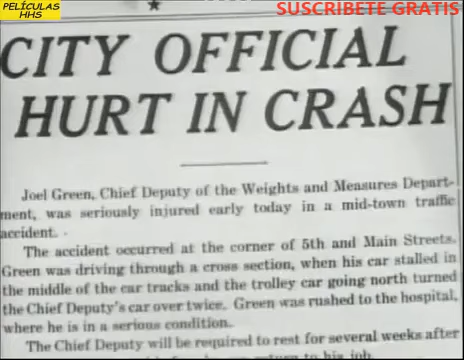 PELÍCULAS
HHS
SUSCRIBETE GRATIS
CITY OFFICIAL
HURT IN CRASH
Joel Green, Chief Deputy of the Weights and Measures Depart-
ment, was seriously injured early today in a mid-town traffic
accident.
The accident occurred at the corner of 5th and Main Streets.
Green was driving through a cross section, when his car stalled in
the middle of the car tracks and the trolley car going north turned
the Chief Deputy's car over twice. Green was rushed to the hospital,
where he is in a serious condition.
The Chief Deputy will be required to rest for several weeks after
return to his job